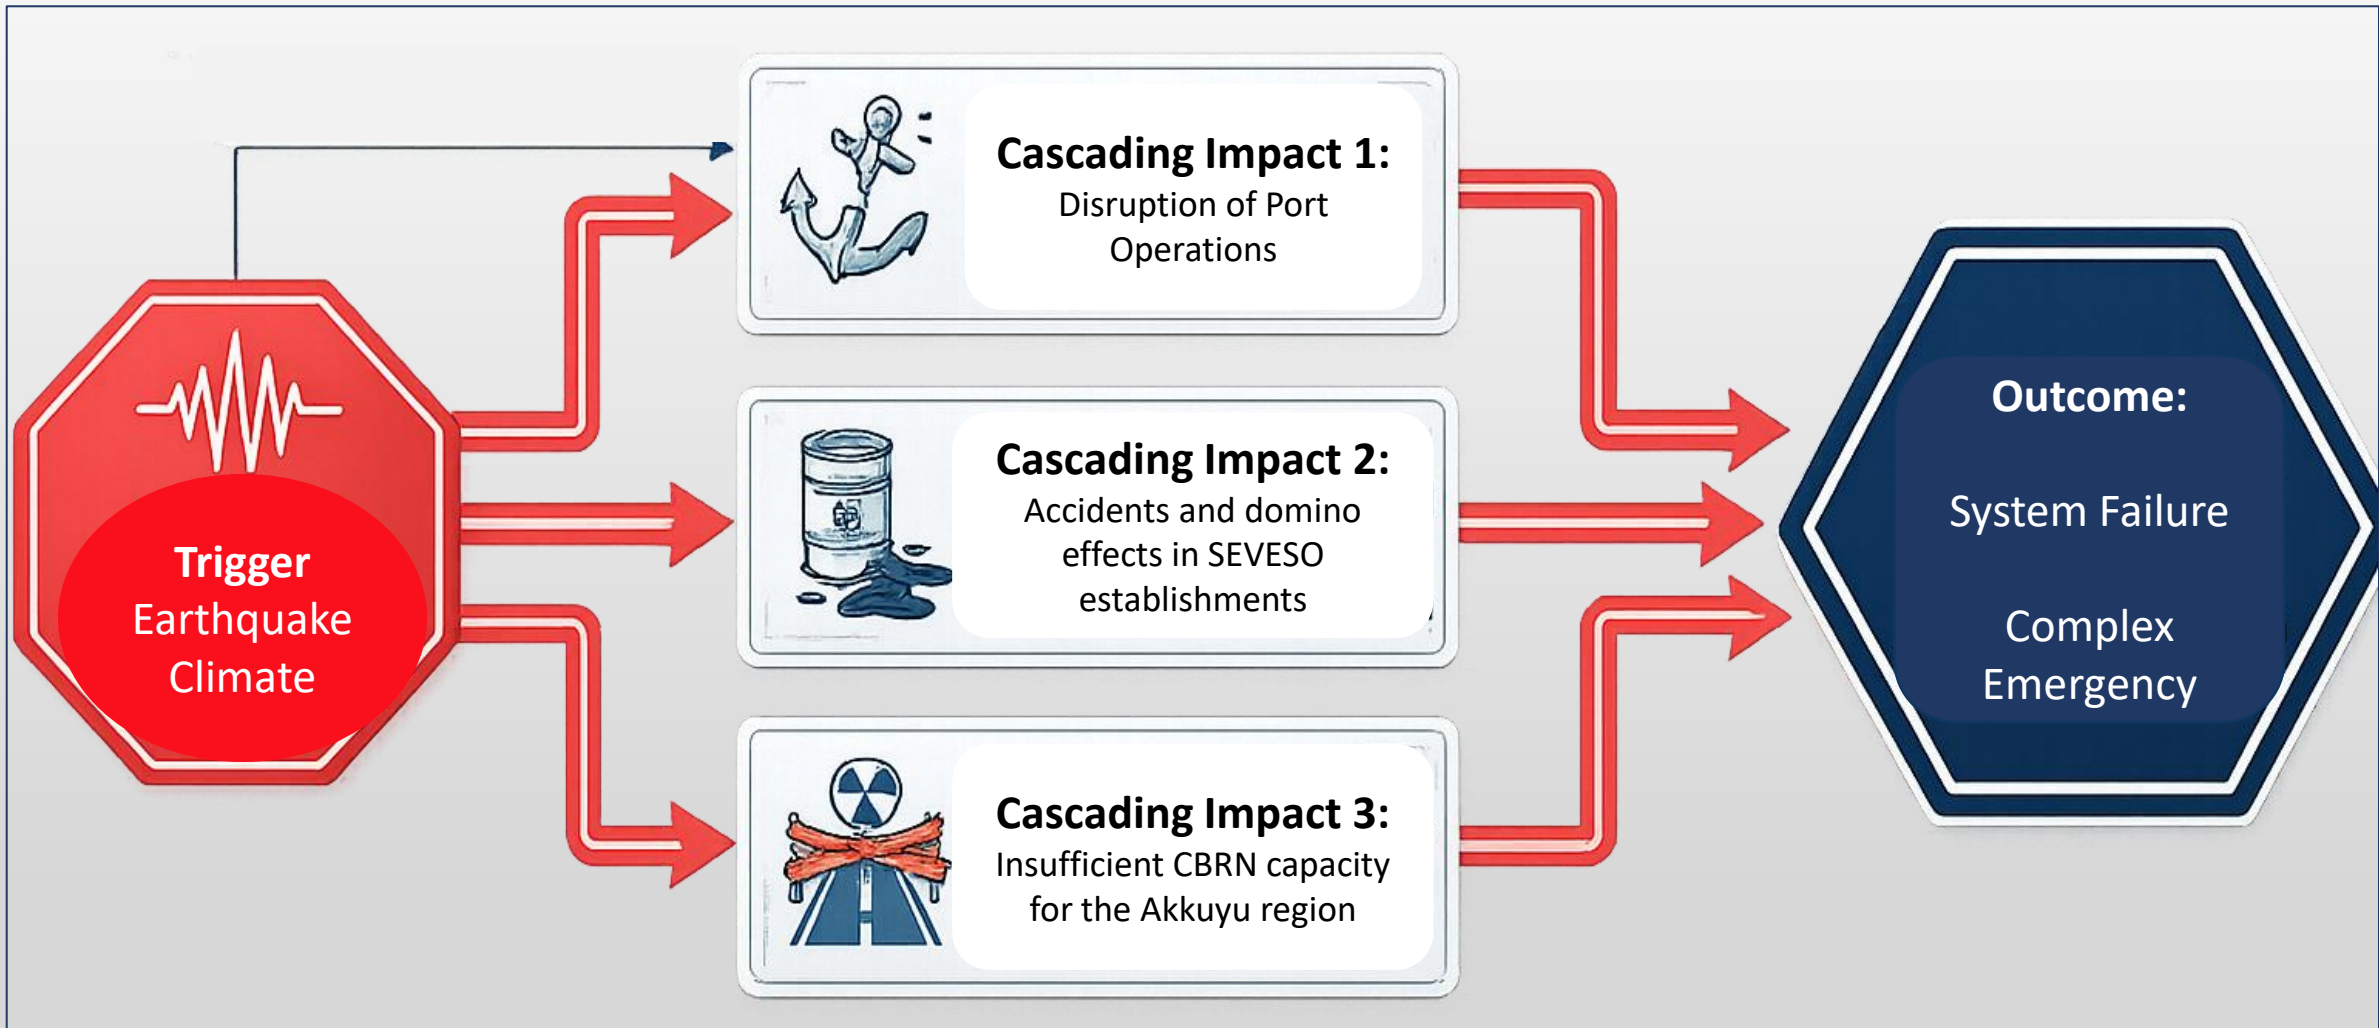 Trigger
Earthquake
Climate
Cascading Impact 1:
Disruption of Port
Operations
Cascading Impact 2:
Accidents and domino
effects in SEVESO
establishments
Cascading Impact 3:
Insufficient CBRN capacity
for the Akkuyu region
Outcome:
System Failure
Complex
Emergency